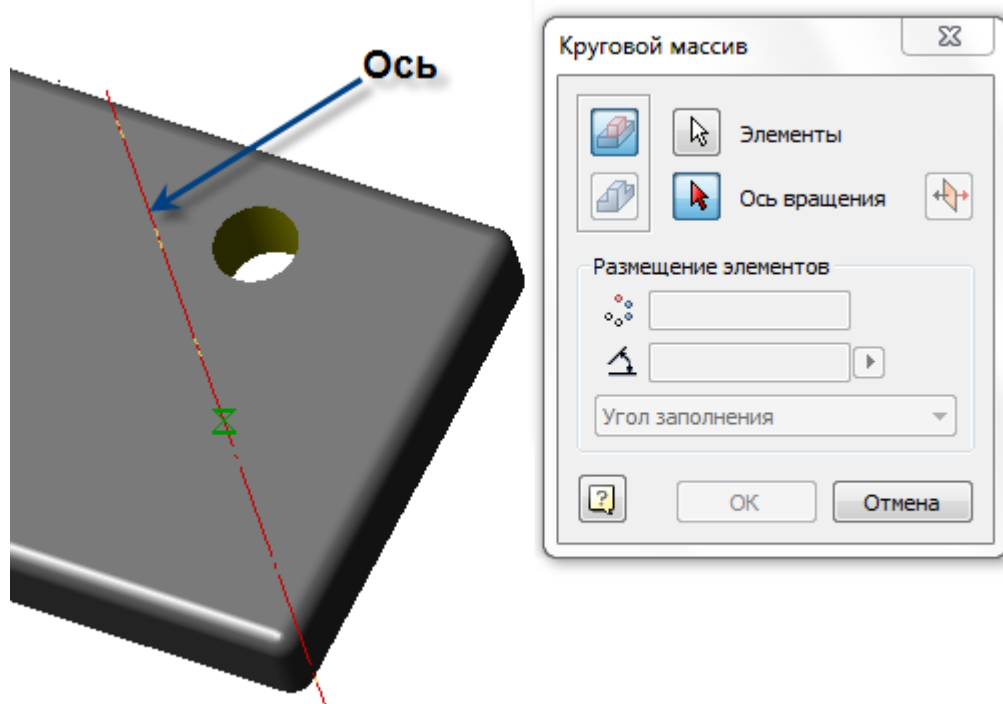 Ось
Круговой массив
Элементы
Ось вращения
Размещение элементов
Угол заполнения
?
OK
Отмена